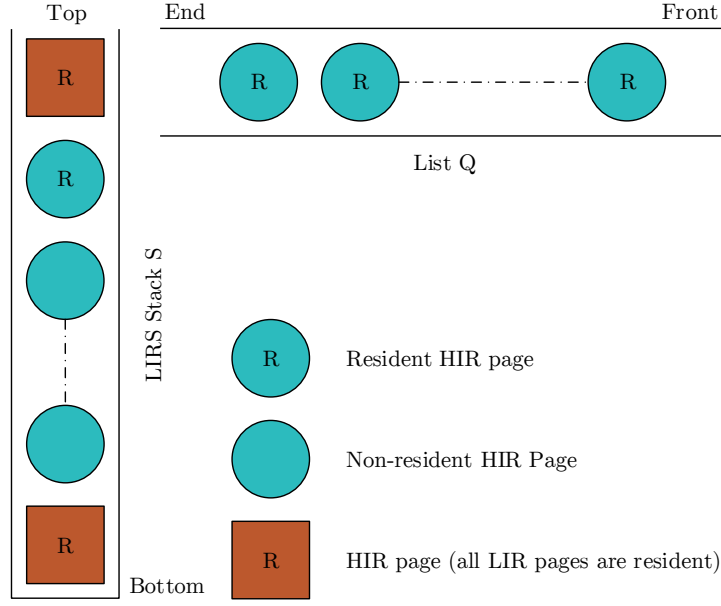 Top
End
Front
R
R
R
R
R
List Q
LIRS Stack S
R
Resident HIR page
Non-resident HIR Page
R
R
HIR page (all LIR pages are resident)
Bottom